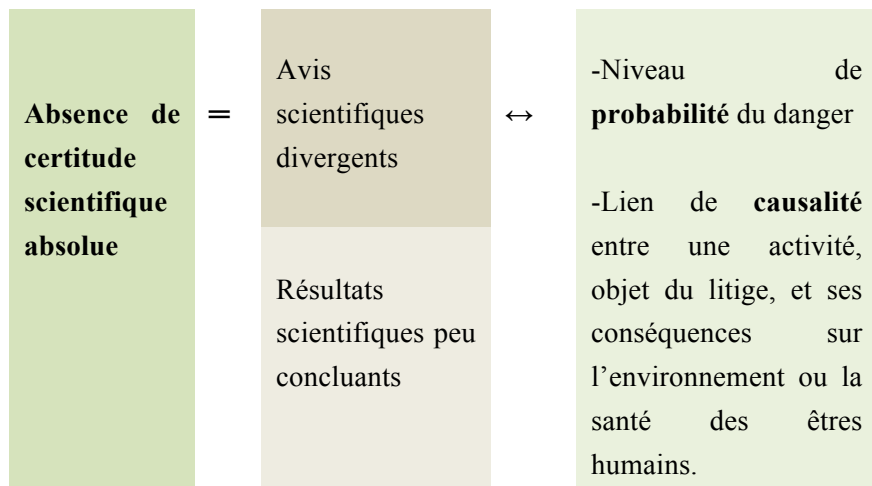 Absence de
certitude
scientifique
absolue
=
Avis
scientifiques
divergents
Résultats
scientifiques peu
concluants
↔
-Niveau de
probabilité du danger
-Lien de causalité
entre une activité,
objet du litige, et ses
conséquences sur
l’environnement ou la
santé des êtres
humains.